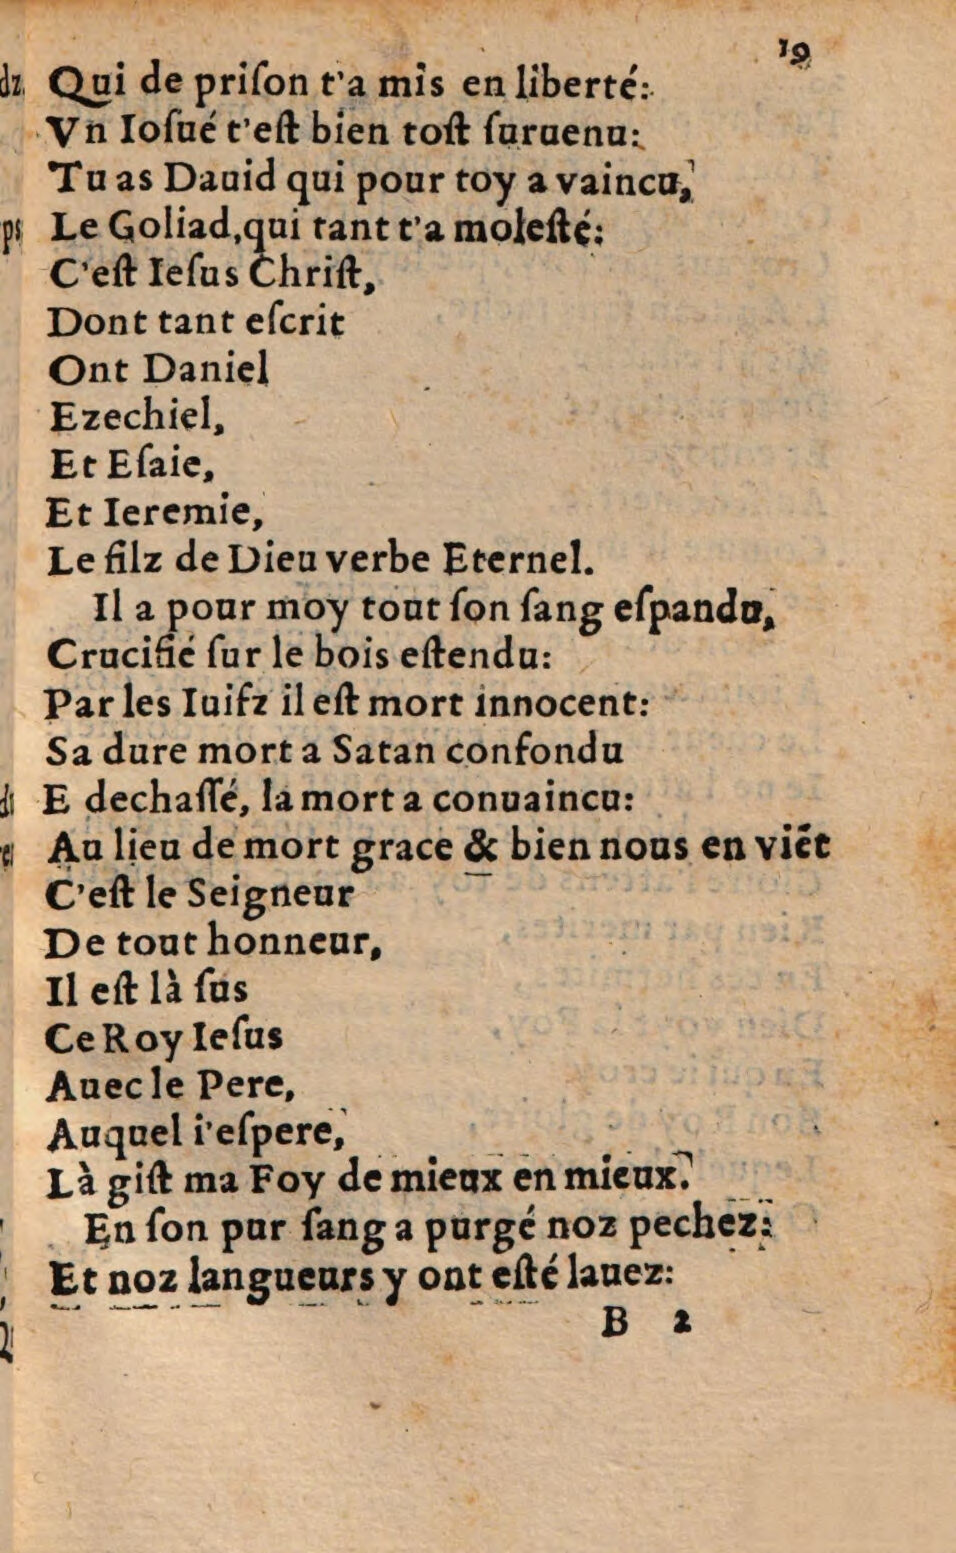 19
Qui de priſon t'a mis en liberté:
Vn Ioſué t'eſt bien toſt ſuruenu:
Tu as Dauid qui pour toy a vaincu,
Le Goliad, qui tant t'a moleſté:
C'eſt Ieſus Chriſt,
Dont tant eſcrit
Ont Daniel
Ezechiel,
Et Eſaie,
Et Ieremie,
Le filz de Dieu verbe Eternel.
Il a pour moy tout ſon ſang eſpandu,
Crucifié ſur le bois eſtendu:
Par les Iuifz il eſt mort innocent:
Sa dure mort a Satan confondu
E dechaſſé, la mort a conuaincu:
Au lieu de mort grace & bien nous en viēt
C'eſt le Seigneur
De tout honneur,
Il eſt là ſus
Ce Roy Ieſus
Auec le Pere,
Auquel i'eſpere,
Là giſt ma Foy de mieux en mieux.
En ſon pur ſang a purgé noz pechez:
Et noz langueurs y ont eſté lauez:
B 2